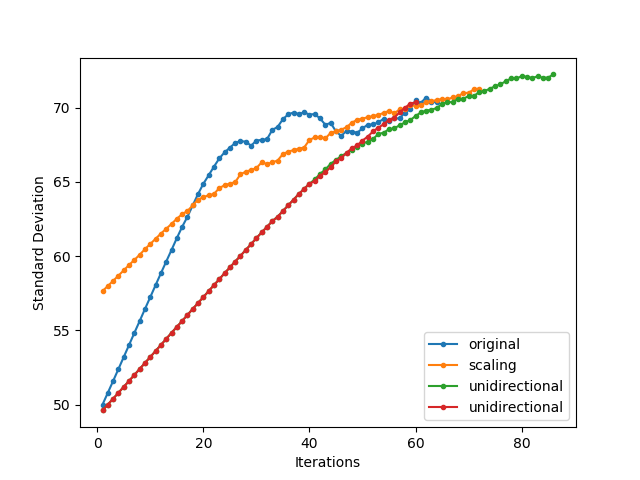 70
65
60
55
50
Standard Deviation
original
scaling
unidirectional
unidirectional
0 20 40 60 80
Iterations